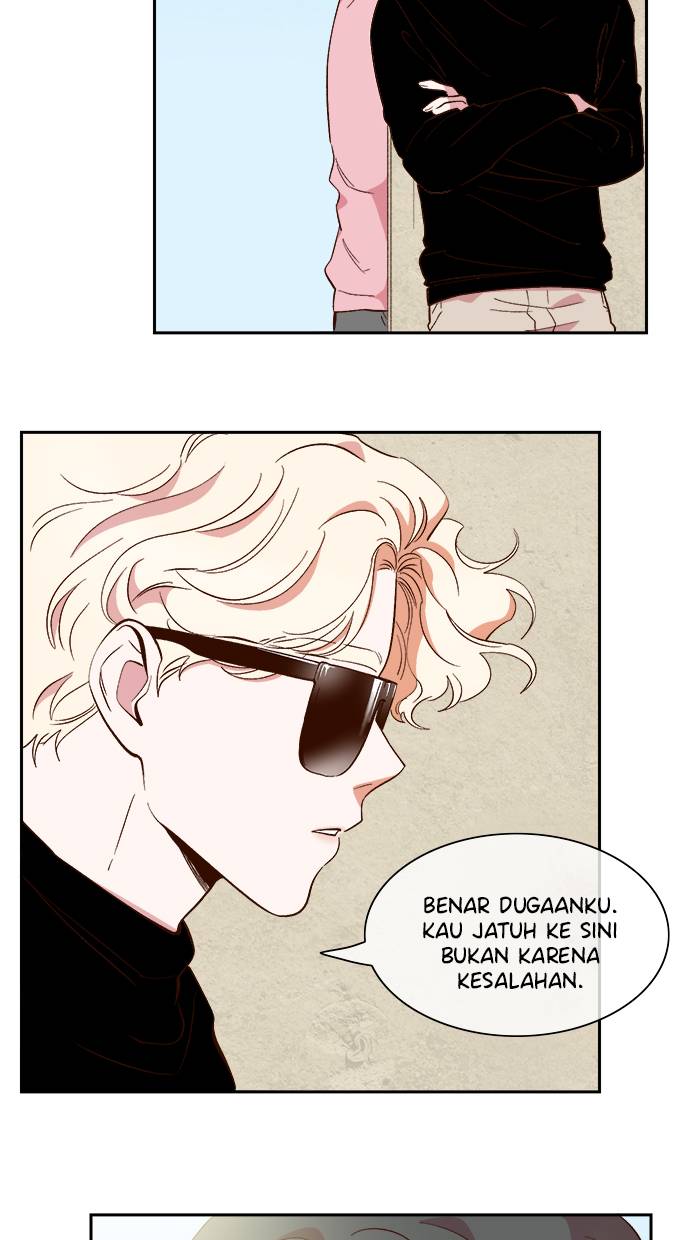 BENAR DUGAANKU.
KAU JATUH KE SINI
BUKAN KARENA
KESALAHAN.